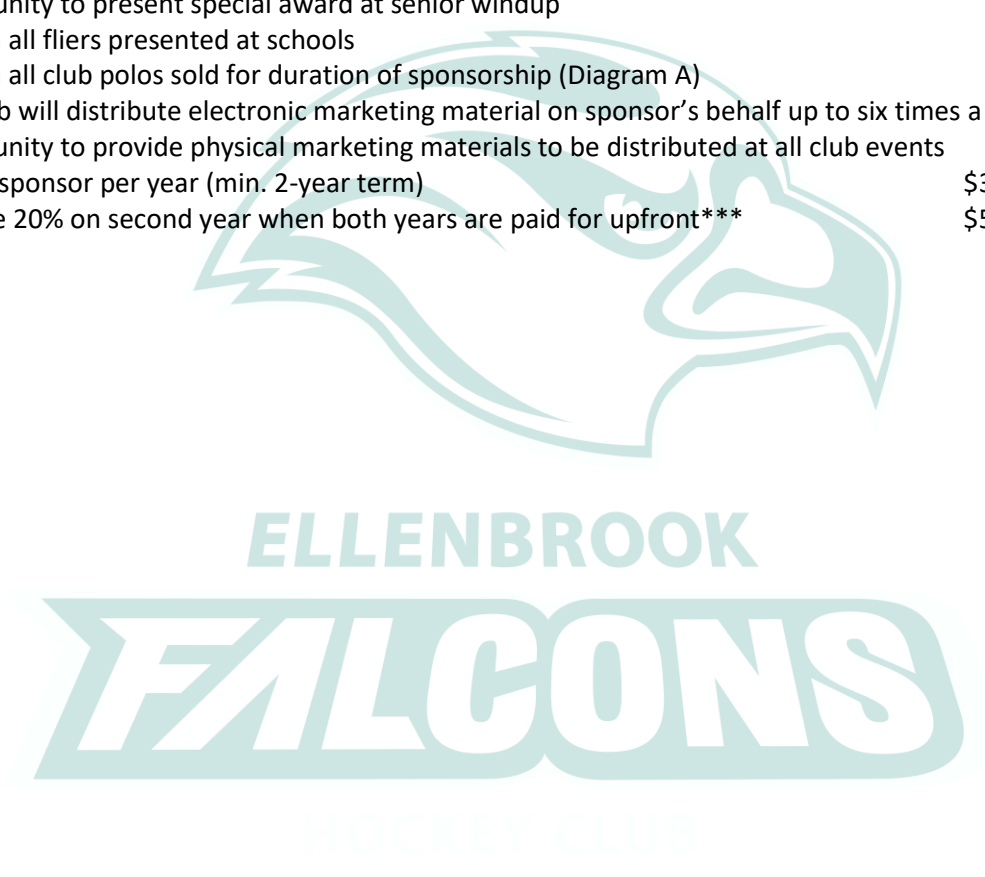 unity to present special award at senior windup
all fliers presented at schools
all club polos sold for duration of sponsorship (Diagram A)
b will distribute electronic marketing material on sponsor’s behalf up to six times a
unity to provide physical marketing materials to be distributed at all club events
sponsor per year (min. 2-year term) $3
e 20% on second year when both years are paid for upfront*** $5
ELLENBROOK
FALCONS
HOCKEY CLUB